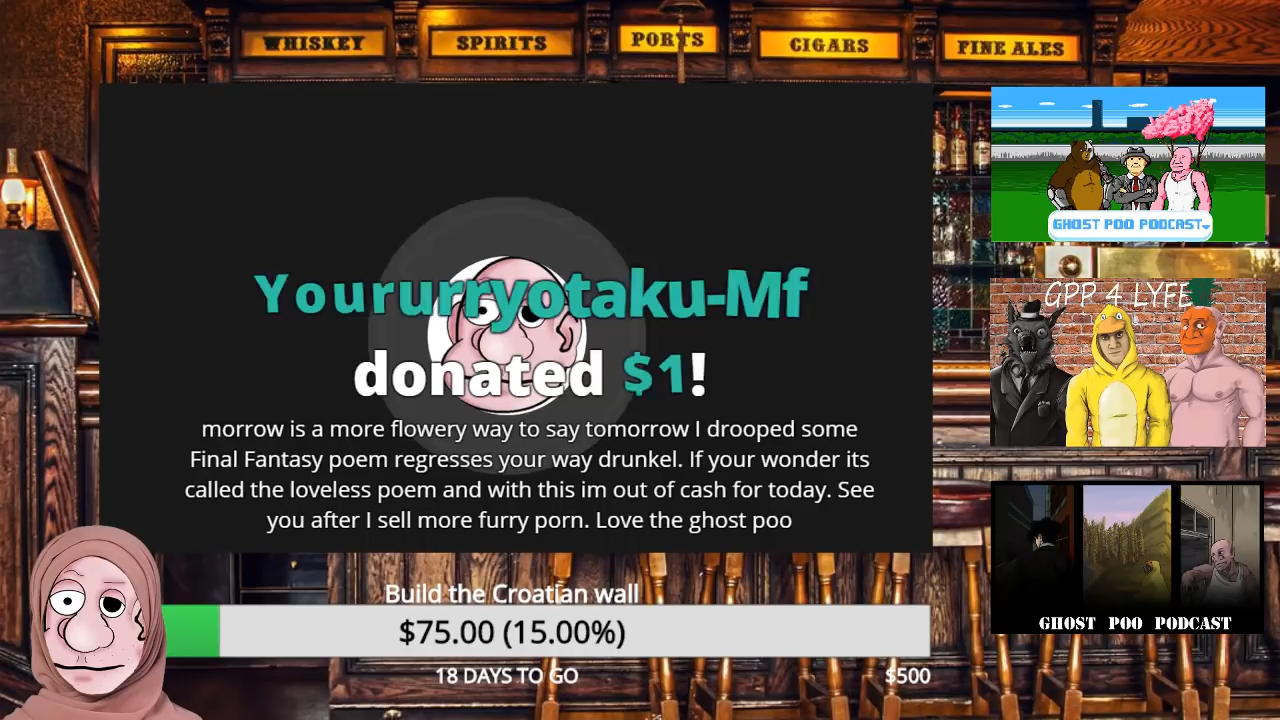 WHISKEY
SPIRITS
PORTS
CIGARS
FINE ALES
Yoururryotaku-Mf
donated $1!
morrow is a more flowery way to say tomorrow I drooped some
Final Fantasy poem regresses your way drunkel. If your wonder its
called the loveless poem and with this im out of cash for today. See
you after I sell more furry porn. Love the ghost poo
GHOST POO PODCAST
GPP 4 LYFE
GHOST POO PODCAST
Build the Croatian wall
$75.00 (15.00%)
18 DAYS TO GO
$500